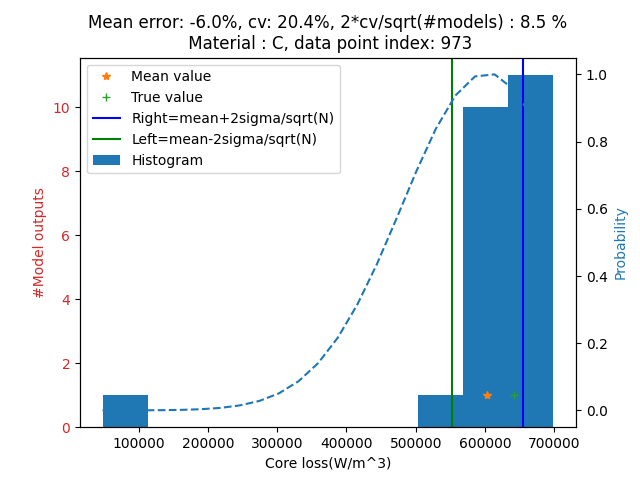 Mean error: -6.0%, cv: 20.4%, 2*cv/sqrt(#models) : 8.5 %
Material : C, data point index: 973
Mean value
True value
Right=mean+2sigma/sqrt(N)
Left=mean-2sigma/sqrt(N)
Histogram
#Model outputs
10
8
6
4
2
0
1.0
0.8
0.6
0.4
0.2
0.0
Probability
100000 200000 300000 400000 500000 600000 700000
Core loss(W/m^3)